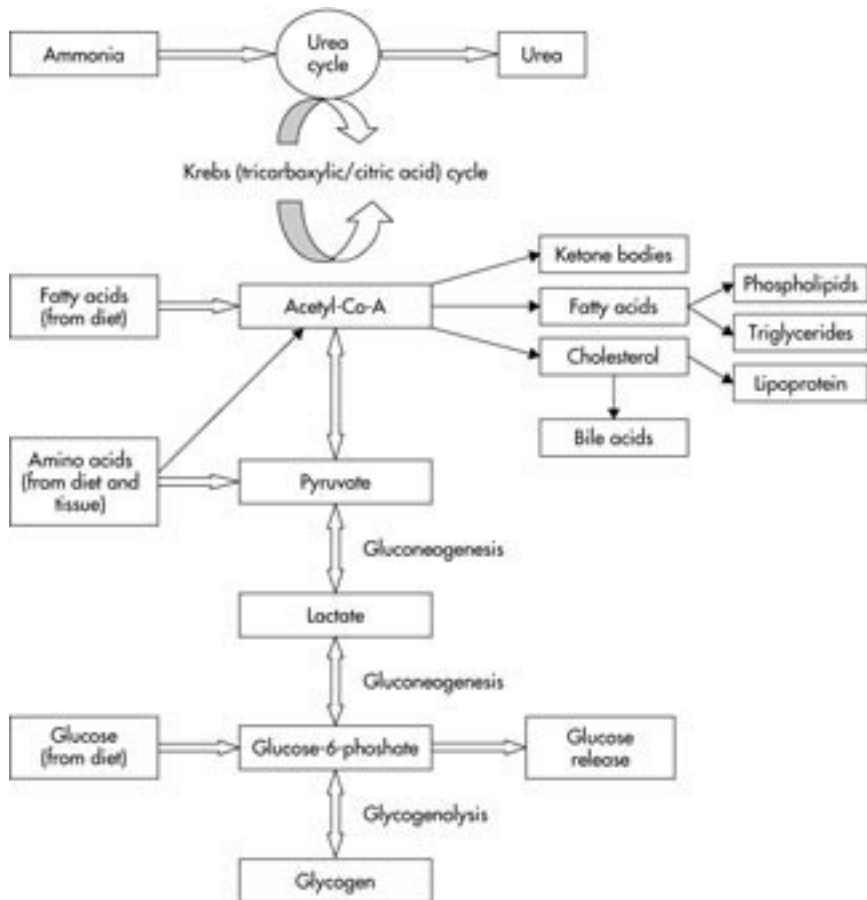 Ammonia
Urea
cycle
Urea
Krebs (tricarboxylic/citric acid) cycle
Fatty acids
(from diet)
Acetyl-Co-A
Ketone bodies
Fatty acids
Phospholipids
Triglycerides
Cholesterol
Lipoprotein
Bile acids
Amino acids
(from diet and
tissue)
Pyruvate
Gluconeogenesis
Lactate
Gluconeogenesis
Glucose
(from diet)
Glucose-6-phoshate
Glucose
release
Glycogenolysis
Glycogen